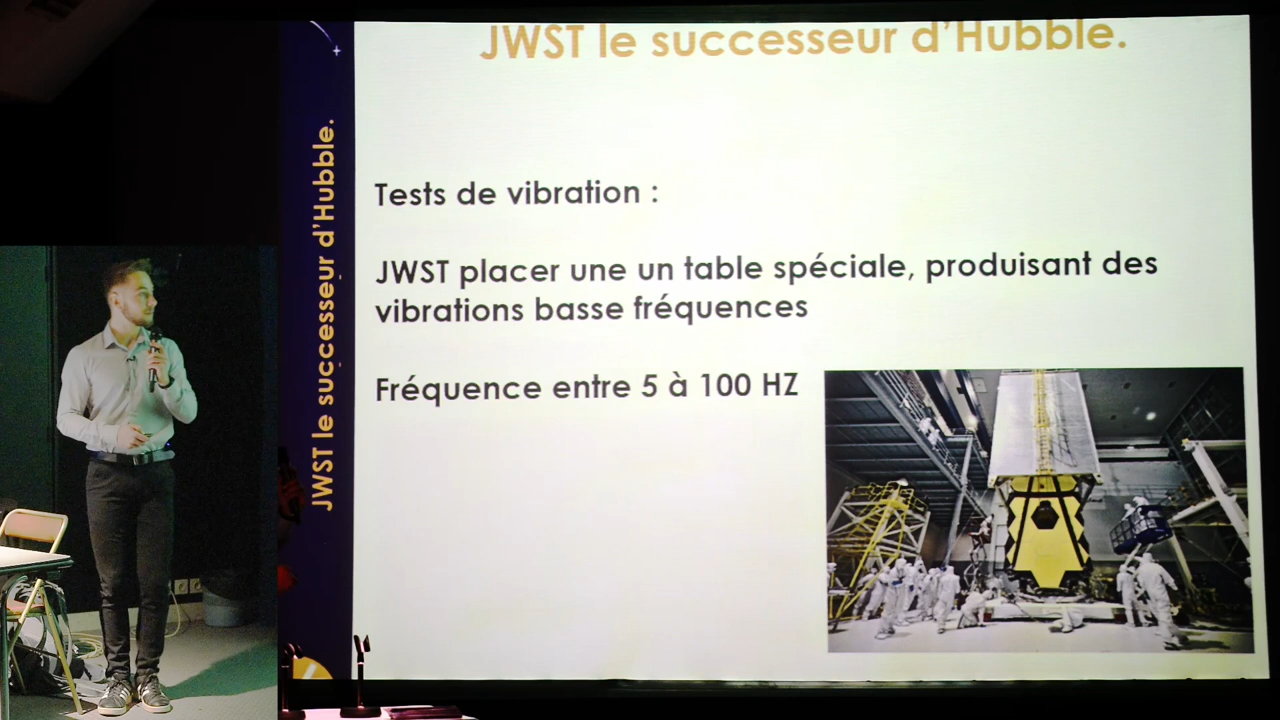 JWST le successeur d'Hubble.
JWST le successeur d'Hubble.
Tests de vibration :
JWST placer une un table spéciale, produisant des
vibrations basse fréquences
Fréquence entre 5 à 100 HZ